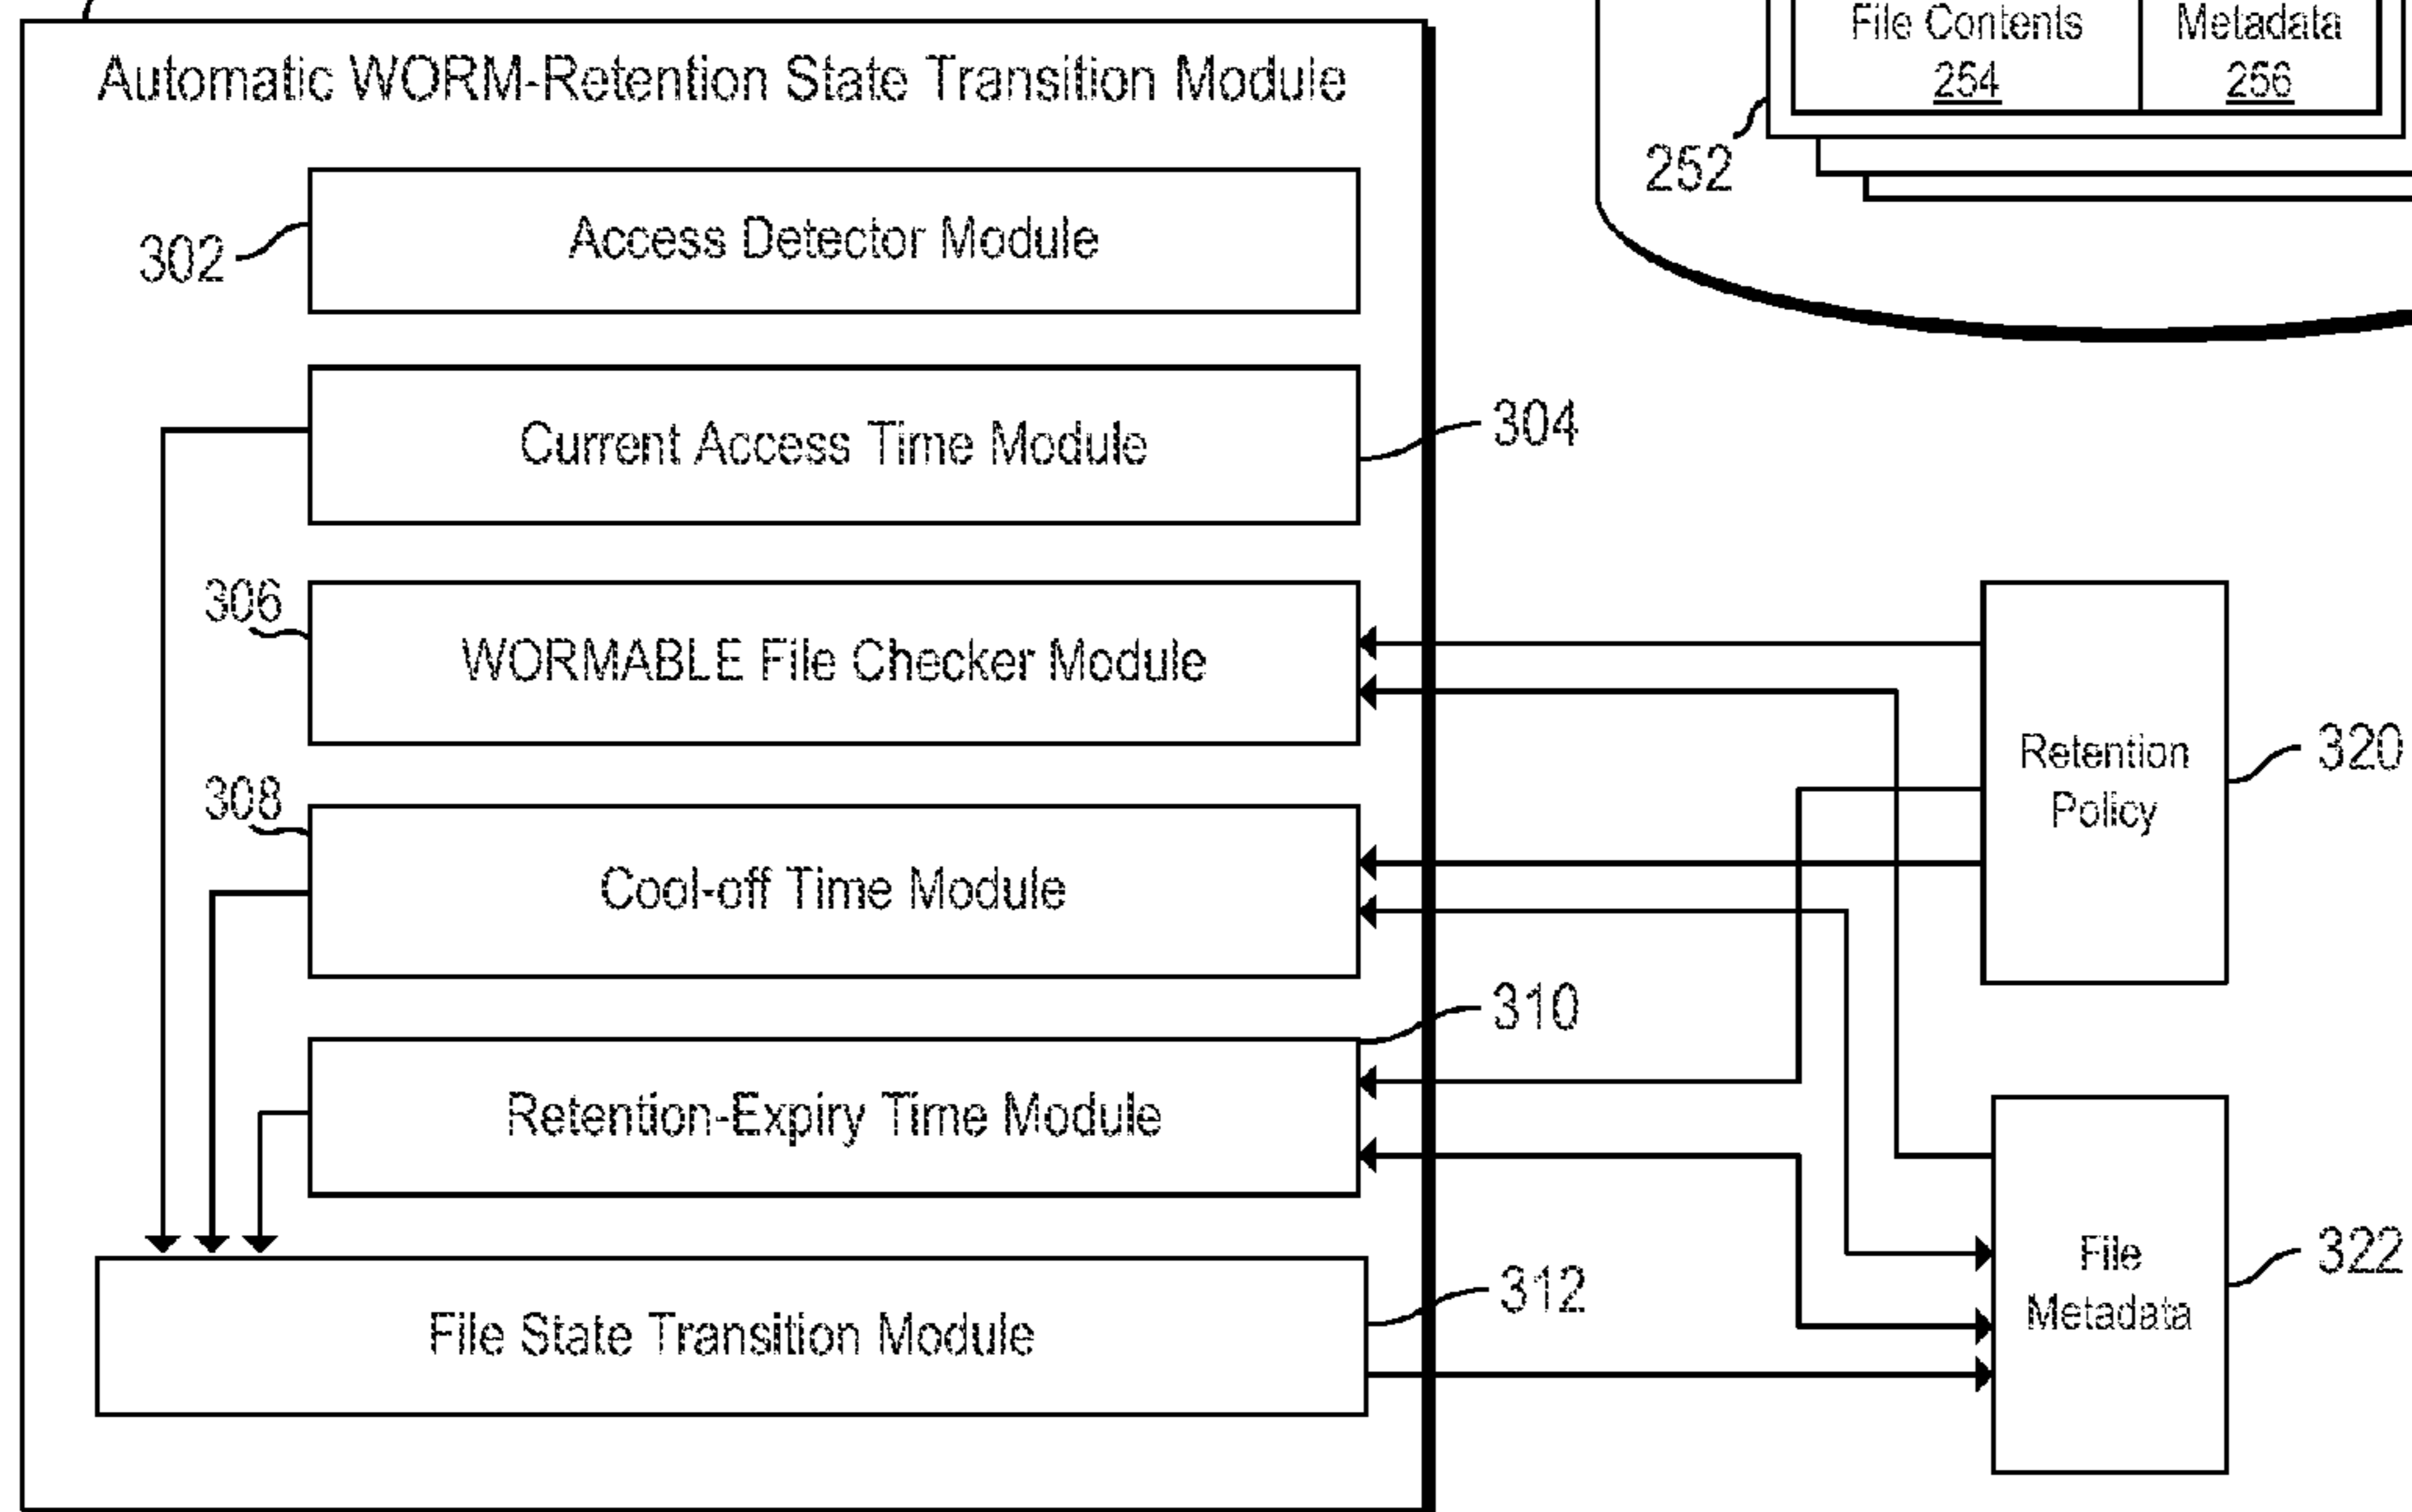 File Contents
254
Metadata
256
252
Automatic WORM-Retention State Transition Module
302
Access Detector Module
Current Access Time Module
304
306
WORMABLE File Checker Module
308
Cool-off Time Module
310
Retention-Expiry Time Module
File State Transition Module
312
Retention
Policy
320
File
Metadata
322